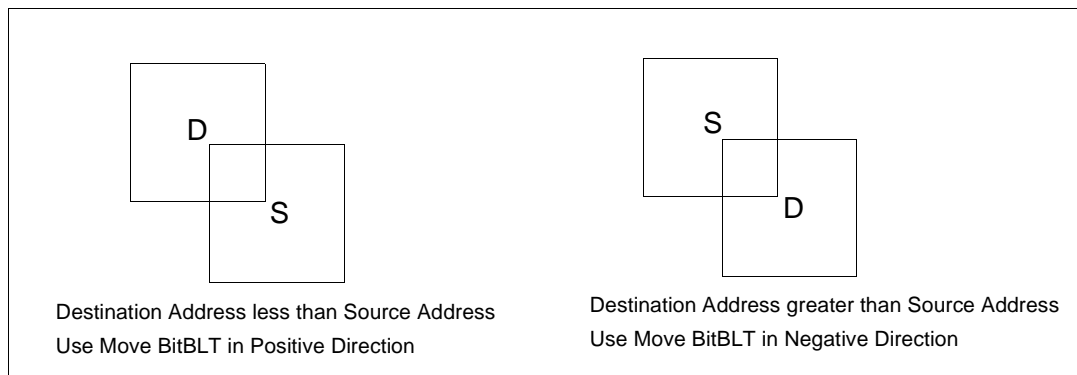 D
S
Destination Address less than Source Address
Use Move BitBLT in Positive Direction
S
D
Destination Address greater than Source Address
Use Move BitBLT in Negative Direction